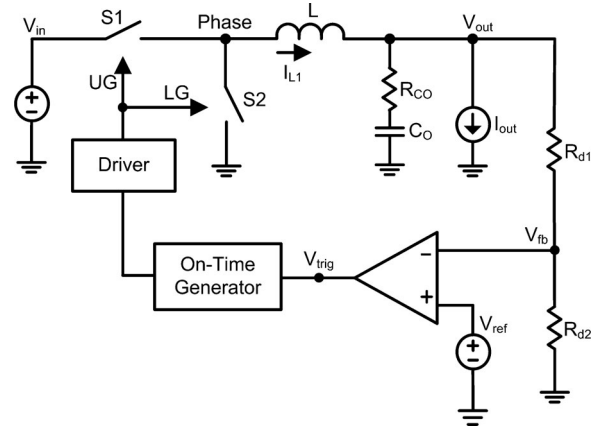 S1
Vin
Phase
L
Vout
UG
LG
S2
IL1
RCO
CO
Iout
Rd1
Driver
On-Time
Generator
Vtrig
−
+
Vfb
Vref
Rd2